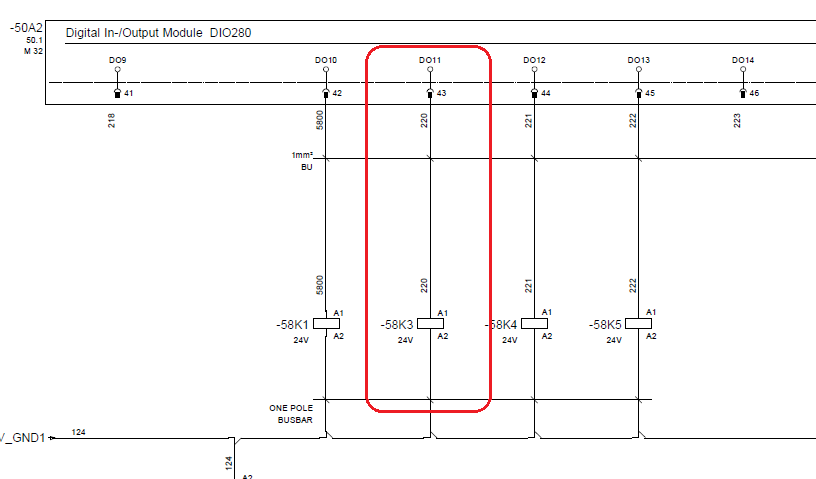 -50A2
50.1
M 32
Digital In-/Output Module DIO280
DO9 DO10 DO11 DO12 DO13 DO14
41 42 43 44 45 46
218 5800 220 221 222 223
1mm²
BU
5800 220 221 222
A1 A1 A1 A1
-58K1 -58K3 -58K4 -58K5
24V A2 24V A2 24V A2 24V A2
ONE POLE
BUSBAR
V_GND1 124
124
A2